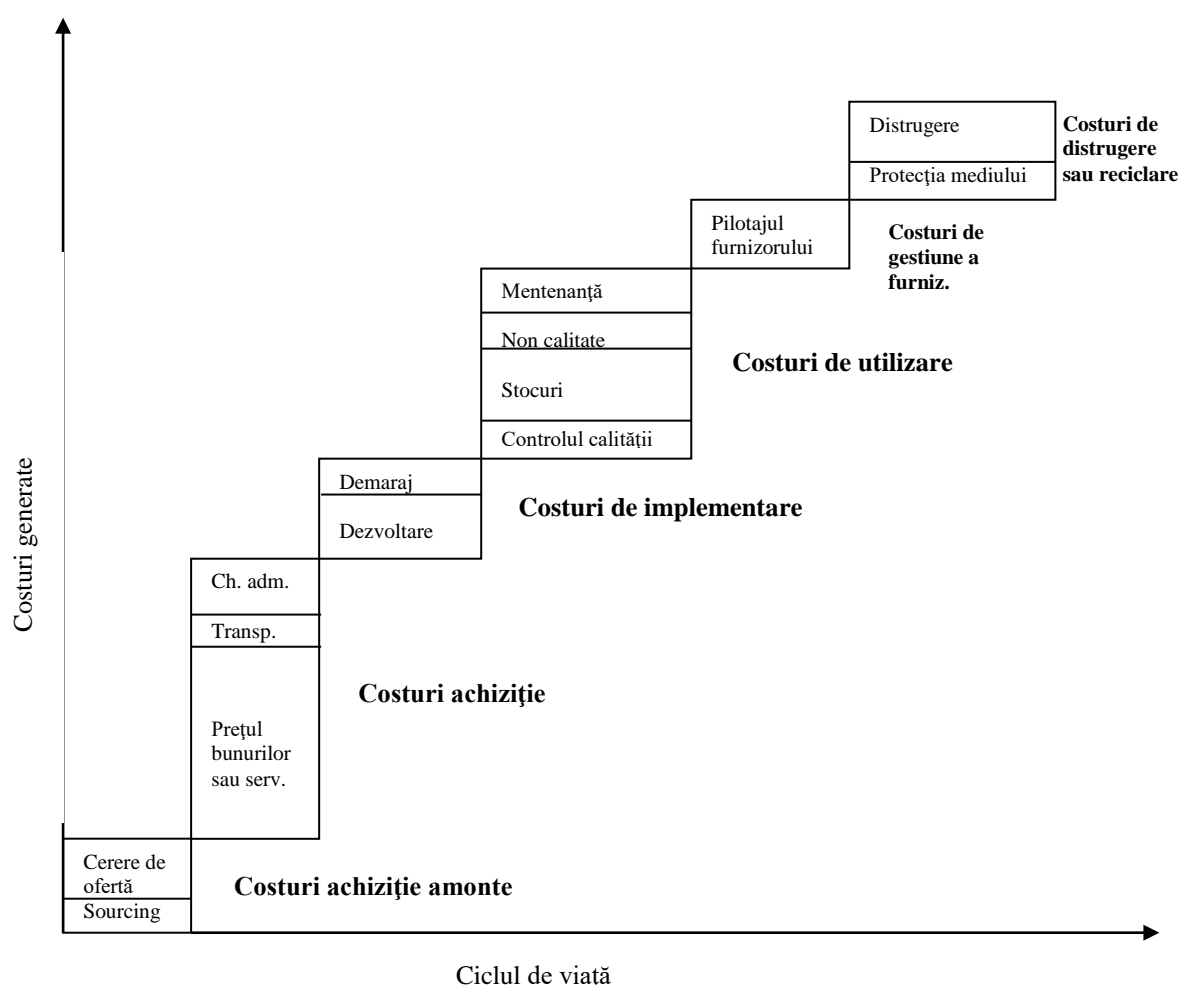 Distrugere
Costuri de
distrugere
sau reciclare
Protecţia mediului
Pilotajul
furnizorului
Costuri de
gestiune a
furniz.
Mentenanţă
Non calitate
Costuri de utilizare
Stocuri
Controlul calității
Demaraj
Costuri de implementare
Dezvoltare
Costuri generate
Ch. adm.
Transp.
Costuri achiziţie
Preţul
bunurilor
sau serv.
Cerere de
ofertă
Costuri achiziţie amonte
Sourcing
Ciclul de viată